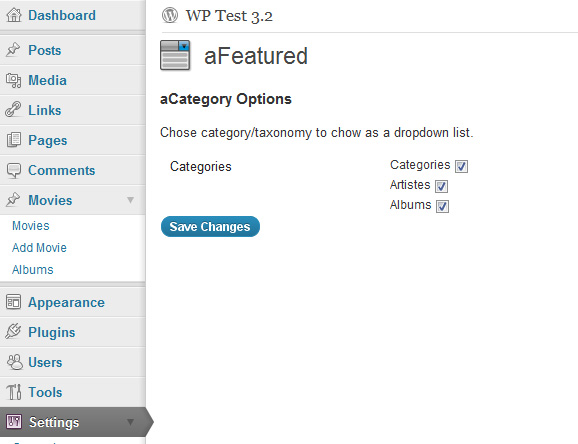 Dashboard
Posts
Media
Links
Pages
Comments
Movies
Movies
Add Movie
Albums
Appearance
Plugins
Users
Tools
Settings
WP Test 3.2
aFeatured
aCategory Options
Chose category/taxonomy to chow as a dropdown list.
Categories
Categories
Artistes
Albums
Save Changes